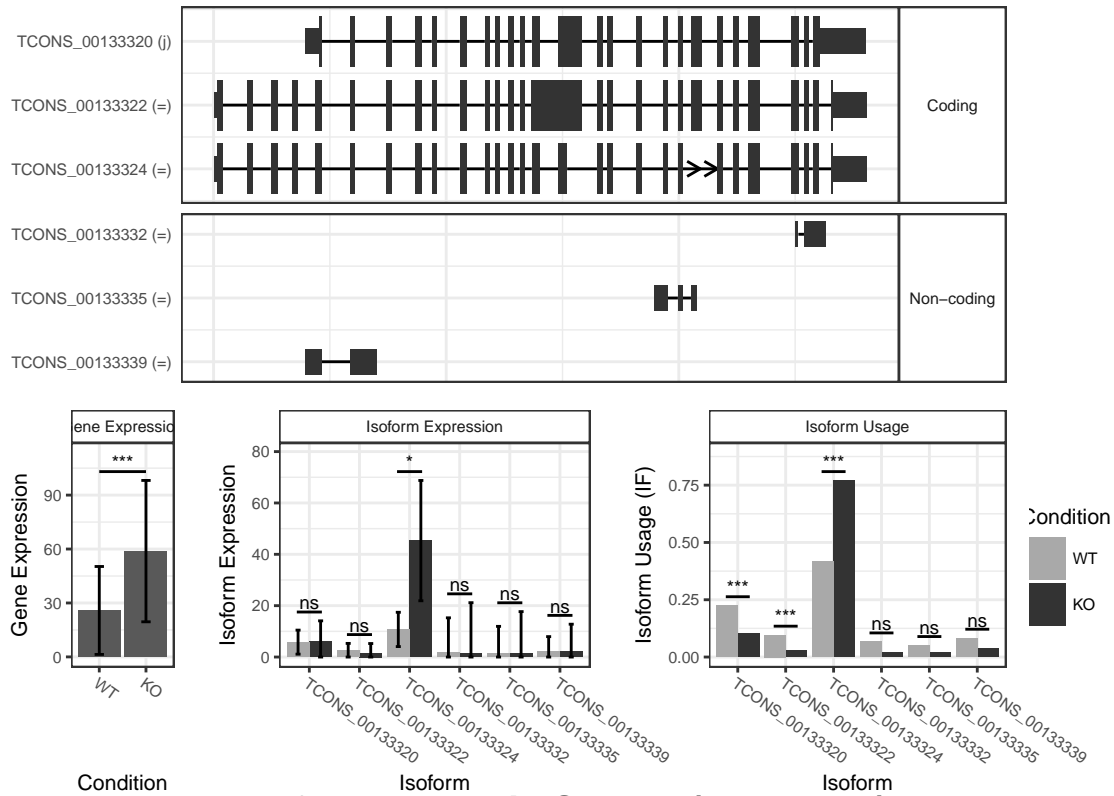 TCONS_00133320 (j)
TCONS_00133322 (=)
TCONS_00133324 (=)
Coding
TCONS_00133332 (=)
TCONS_00133335 (=)
TCONS_00133339 (=)
Non−coding
ene Expressio
Gene Expression
90
60
30
0
***
WT
KO
Condition
Isoform Expression
Isoform Expression
80
60
40
20
0
ns
ns
*
ns
ns
ns
TCONS_00133320
TCONS_00133322
TCONS_00133324
TCONS_00133332
TCONS_00133335
TCONS_00133339
Isoform
Isoform Usage
Isoform Usage (IF)
0.75
0.50
0.25
0.00
***
***
***
ns
ns
ns
TCONS_00133320
TCONS_00133322
TCONS_00133324
TCONS_00133332
TCONS_00133335
TCONS_00133339
Isoform
Condition
WT
KO